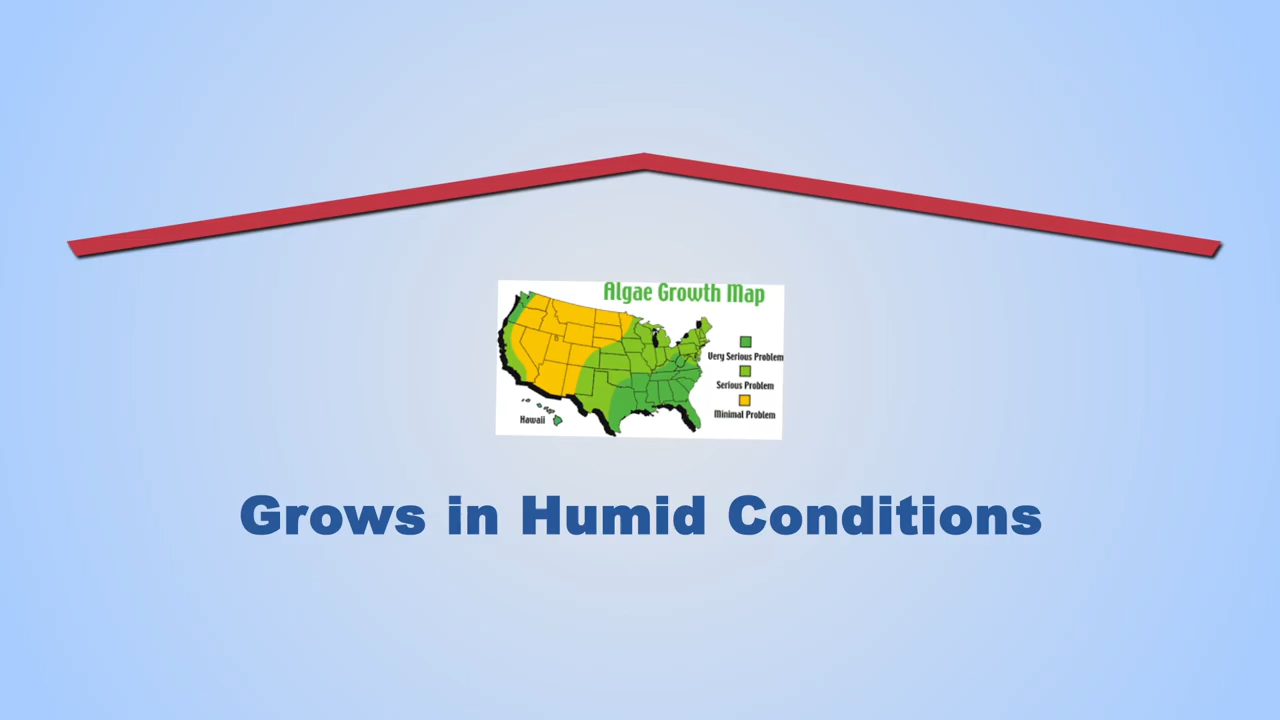 Algae Growth Map
Very Serious Problem
Serious Problem
Minimal Problem
Hawaii
Grows in Humid Conditions